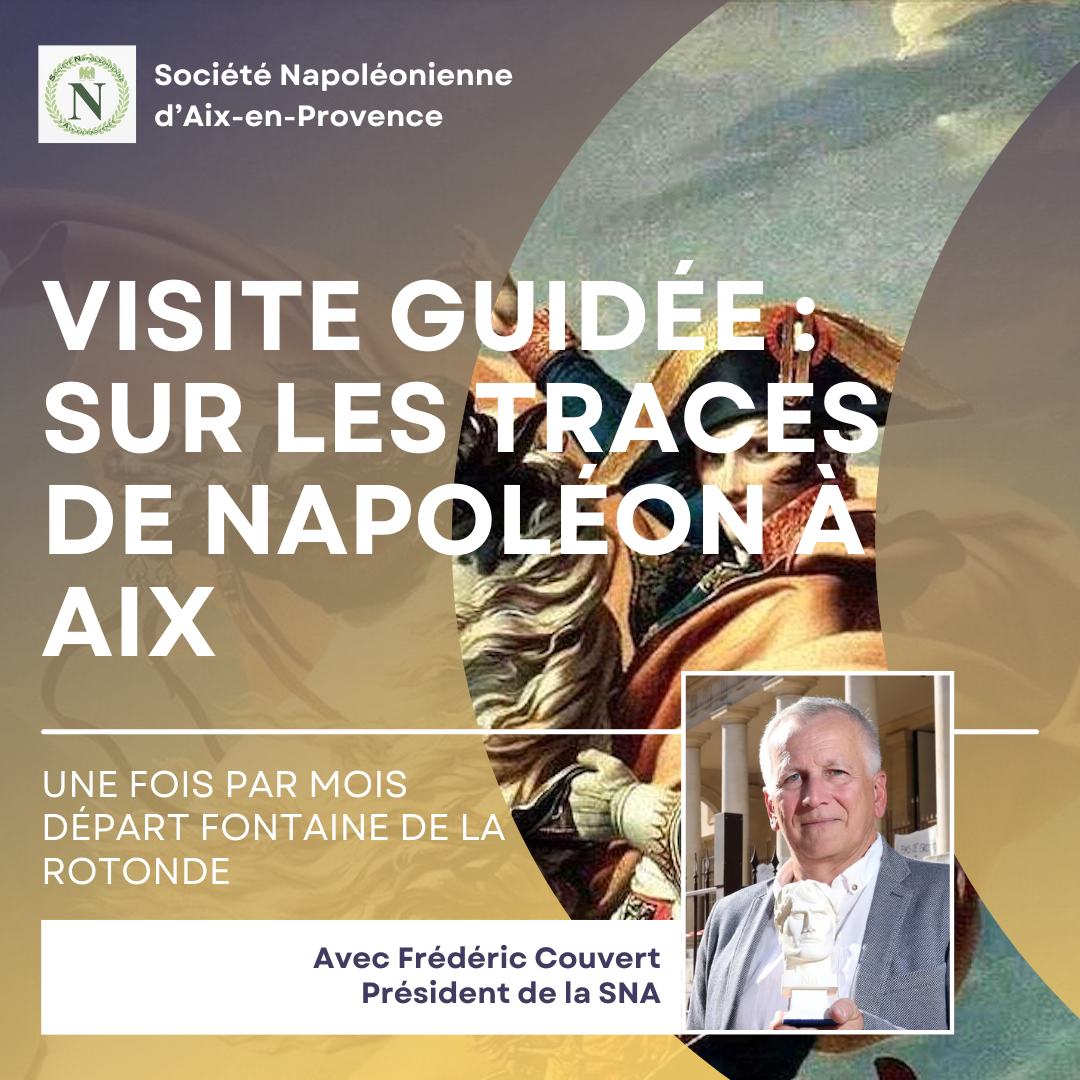 N
Société Napoléonienne
d’Aix-en-Provence
VISITE GUIDÉE :
SUR LES TRACES
DE NAPOLÉON À
AIX
UNE FOIS PAR MOIS
DÉPART FONTAINE DE LA
ROTONDE
Avec Frédéric Couvert
Président de la SNA